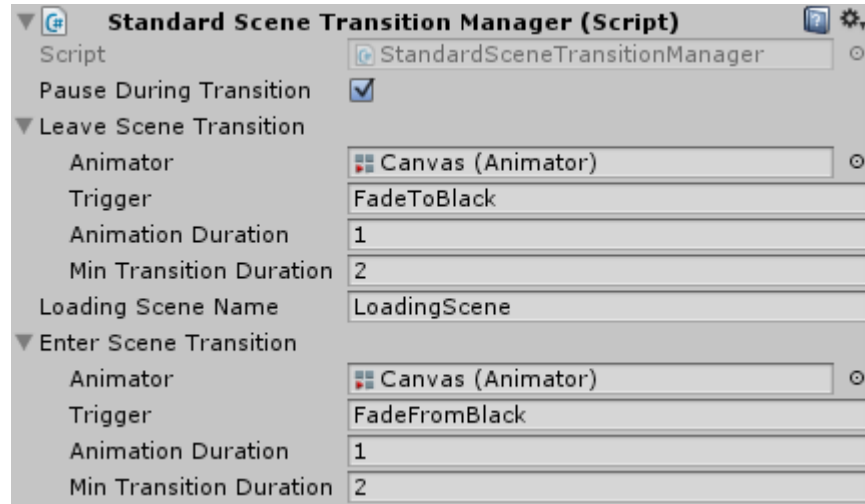 Standard Scene Transition Manager (Script)
Script StandardSceneTransitionManager
Pause During Transition
Leave Scene Transition
Animator Canvas (Animator)
Trigger FadeToBlack
Animation Duration 1
Min Transition Duration 2
Loading Scene Name LoadingScene
Enter Scene Transition
Animator Canvas (Animator)
Trigger FadeFromBlack
Animation Duration 1
Min Transition Duration 2